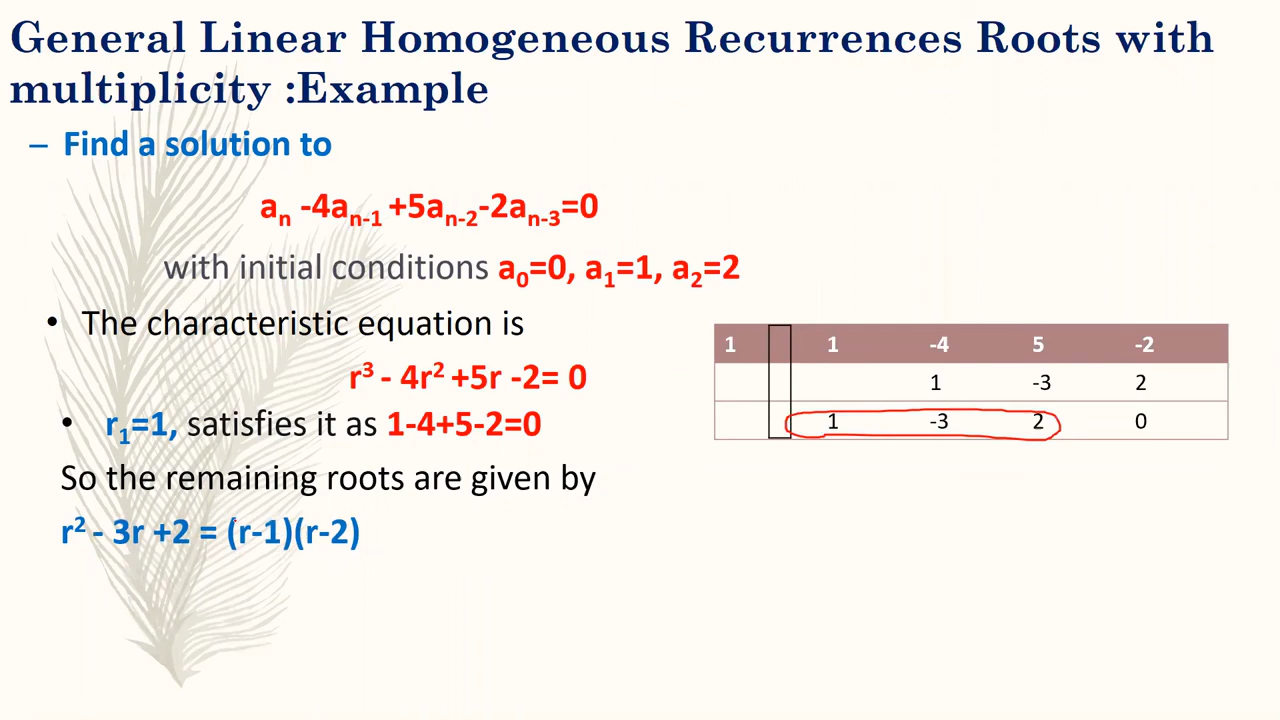 General Linear Homogeneous Recurrences Roots with
multiplicity :Example
– Find a solution to
aₙ -4aₙ₋₁ +5aₙ₋₂-2aₙ₋₃=0
with initial conditions a₀=0, a₁=1, a₂=2
• The characteristic equation is
r³ - 4r² +5r -2= 0
• r₁=1, satisfies it as 1-4+5-2=0
So the remaining roots are given by
r² - 3r +2 = (r-1)(r-2)
1 1 -4 5 -2
1 -3 2
1 -3 2 0